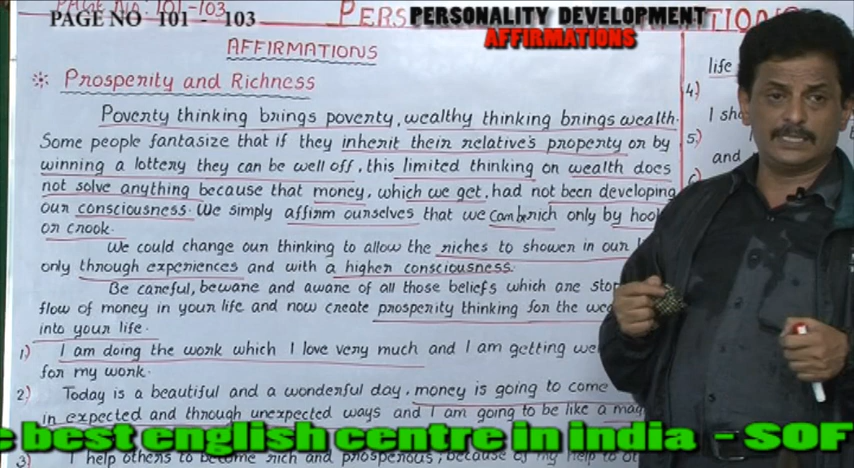 PAGE NO: 101-103
PAGE NO 101 - 103
PERSONALITY DEVELOPMENT
AFFIRMATIONS
AFFIRMATIONS
Prosperity and Richness
Poverty thinking brings poverty, wealthy thinking brings wealth.
Some people fantasize that if they inherit their relative's property or by
winning a lottery they can be well off, this limited thinking on wealth does
not solve anything because that money, which we get, had not been developing
our consciousness. We simply affirm ourselves that we can be rich only by hook
or crook.
We could change our thinking to allow the riches to shower in our
only through experiences and with a higher consciousness.
Be careful, beware and aware of all those beliefs which are
flow of money in your life and now create prosperity thinking for the
into your life.
1) I am doing the work which I love very much and I am getting
for my work.
2) Today is a beautiful and a wonderful day, money is going to come
in expected and through unexpected ways and I am going to be like a
3) I help others to become rich and prosperous, because of my help to
life
4)
I
5)
and
best english centre in india - SOF